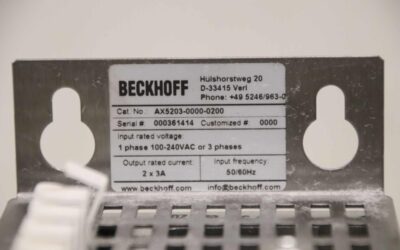 BECKHOFF
Hulshorstweg 20
D-33415 Verl
Phone: +49 5246/963-0
Cat. No.: AX5203-0000-0200
Serial # 000361414 Customized # 0000
Input rated voltage:
1 phase 100-240VAC or 3 phases
Output rated current: Input frequency:
2 x 3A 50/60Hz
www.beckhoff.com info@beckhoff.com